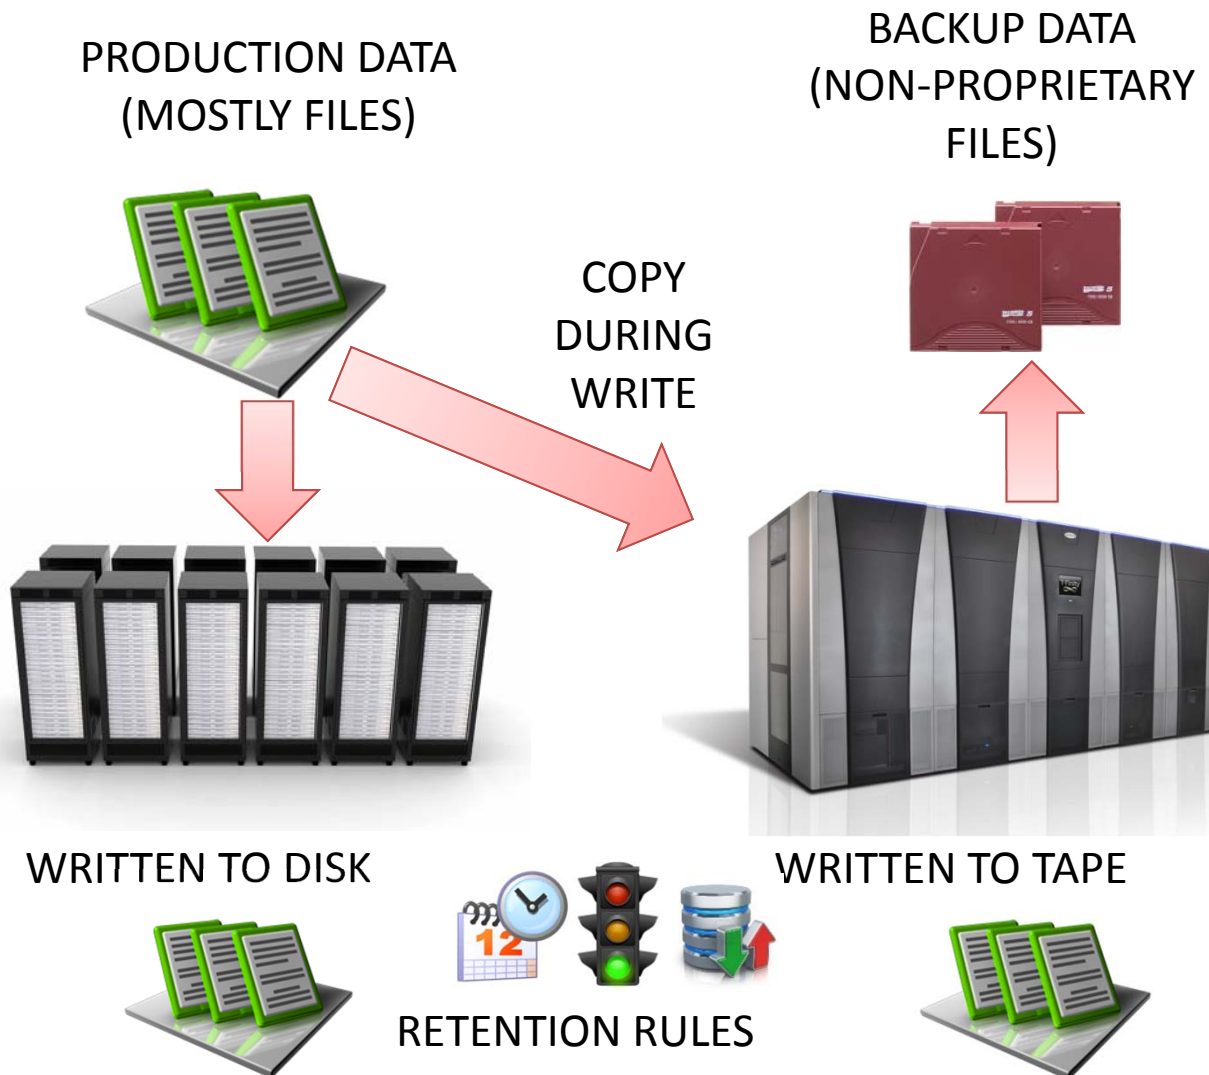 PRODUCTION DATA
(MOSTLY FILES)
BACKUP DATA
(NON-PROPRIETARY
FILES)
COPY
DURING
WRITE
WRITTEN TO DISK
WRITTEN TO TAPE
12
RETENTION RULES